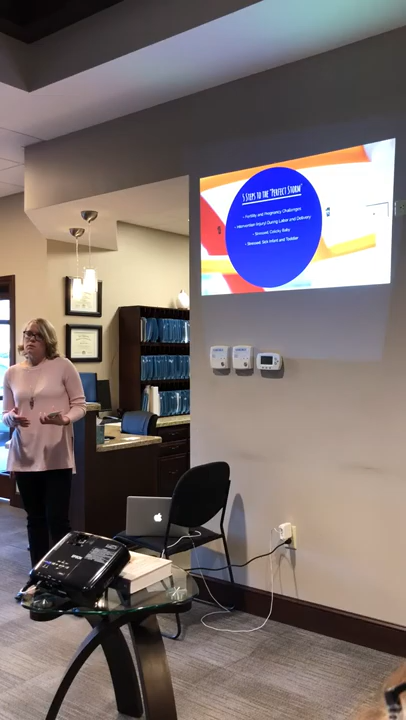 5 Steps to the "Perfect Storm"
• Fertility and Pregnancy Challenges
• Intervention (Injury) During Labor and Delivery
• Stressed, Colicky Baby
• Stressed, Sick Infant and Toddler
EPSON